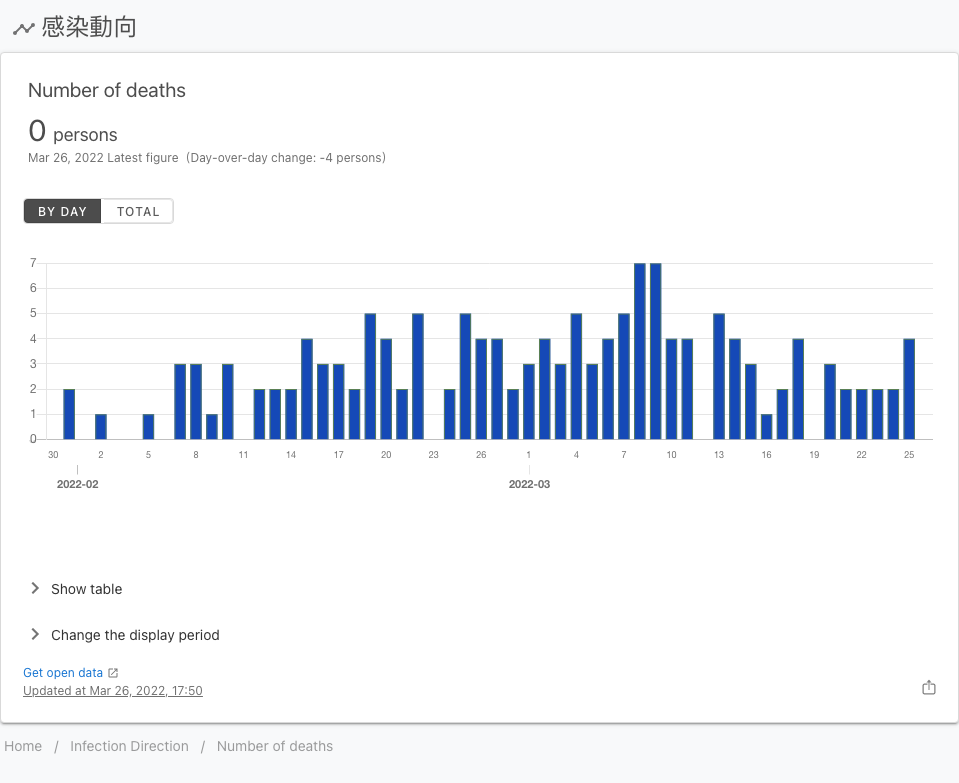 感染動向
Number of deaths
0 persons
Mar 26, 2022 Latest figure (Day-over-day change: -4 persons)
BY DAY TOTAL
7
6
5
4
3
2
1
0
30 2 5 8 11 14 17 20 23 26 1 4 7 10 13 16 19 22 25
2022-02 2022-03
Show table
Change the display period
Get open data
Updated at Mar 26, 2022, 17:50
Home / Infection Direction / Number of deaths